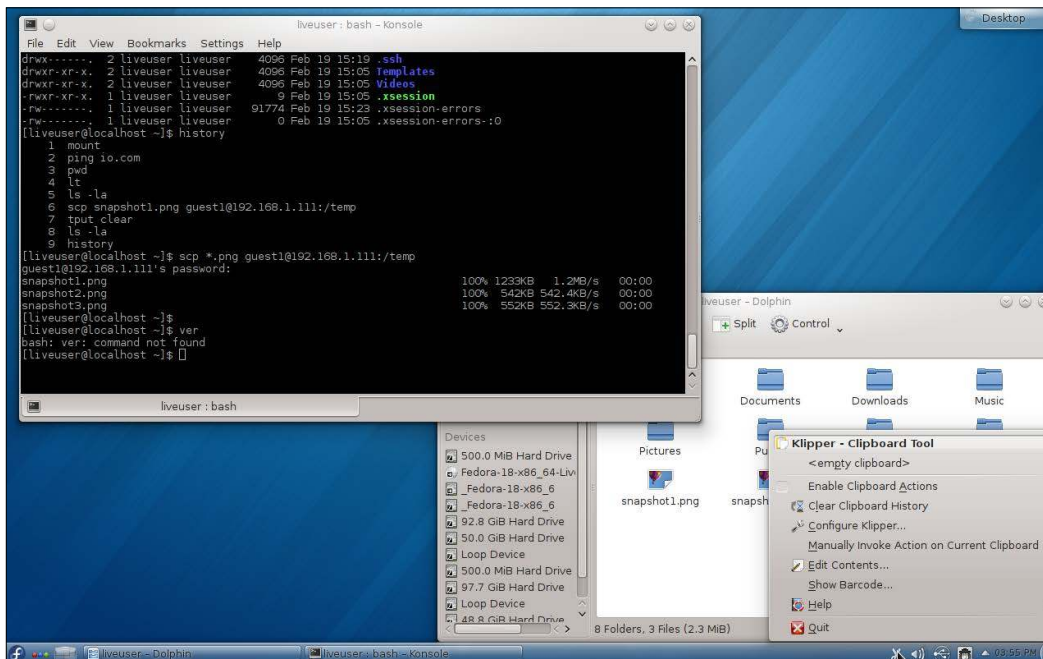 liveuser : bash – Konsole
Desktop
File Edit View Bookmarks Settings Help
drwx------. 2 liveuser liveuser 4096 Feb 19 15:19 .ssh
drwxr-xr-x. 2 liveuser liveuser 4096 Feb 19 15:05 Templates
drwxr-xr-x. 2 liveuser liveuser 4096 Feb 19 15:05 Videos
-rwxr-xr-x. 1 liveuser liveuser 9 Feb 19 15:05 .xsession
-rw-------. 1 liveuser liveuser 91774 Feb 19 15:23 .xsession-errors
-rw-------. 1 liveuser liveuser 0 Feb 19 15:05 .xsession-errors-:0
[liveuser@localhost ~]$ history
1 mount
2 ping io.com
3 pwd
4 lt
5 ls -la
6 scp snapshot1.png guest1@192.168.1.111:/temp
7 tput clear
8 ls -la
9 history
[liveuser@localhost ~]$ scp *.png guest1@192.168.1.111:/temp
guest1@192.168.1.111's password:
snapshot1.png 100% 1233KB 1.2MB/s 00:00
snapshot2.png 100% 542KB 542.4KB/s 00:00
snapshot3.png 100% 552KB 552.3KB/s 00:00
[liveuser@localhost ~]$
[liveuser@localhost ~]$ ver
bash: ver: command not found
[liveuser@localhost ~]$
liveuser : bash
liveuser – Dolphin
Split Control
Documents Downloads Music
Pictures Pu
snapshot1.png snapsh
Devices
500.0 MiB Hard Drive
Fedora-18-x86_64-Liv
_Fedora-18-x86_6
_Fedora-18-x86_6
92.8 GiB Hard Drive
50.0 GiB Hard Drive
Loop Device
500.0 MiB Hard Drive
97.7 GiB Hard Drive
Loop Device
48.8 GiB Hard Drive
8 Folders, 3 Files (2.3 MiB)
Klipper - Clipboard Tool
<empty clipboard>
Enable Clipboard Actions
Clear Clipboard History
Configure Klipper...
Manually Invoke Action on Current Clipboard
Edit Contents...
Show Barcode...
Help
Quit
liveuser – Dolphin
liveuser : bash – Konsole
03:55 PM